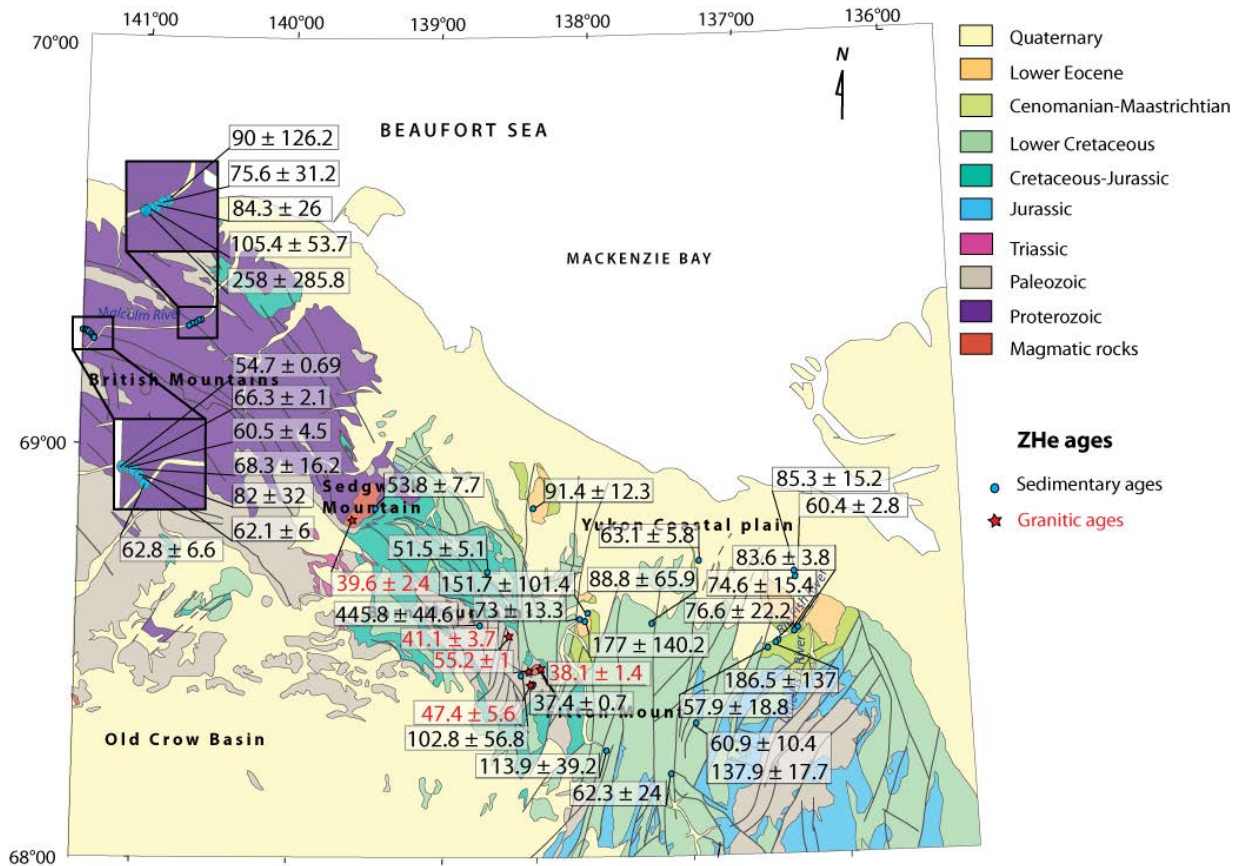 141°00
140°00
139°00
138°00
137°00
136°00
70°00
69°00
68°00
N
BEAUFORT SEA
MACKENZIE BAY
90 ± 126.2
75.6 ± 31.2
84.3 ± 26
105.4 ± 53.7
258 ± 285.8
Malcolm River
British Mountains
54.7 ± 0.69
66.3 ± 2.1
60.5 ± 4.5
68.3 ± 16.2
82 ± 32
62.1 ± 6
62.8 ± 6.6
Mountain
53.8 ± 7.7
91.4 ± 12.3
85.3 ± 15.2
60.4 ± 2.8
Yukon Coastal plain
63.1 ± 5.8
51.5 ± 5.1
83.6 ± 3.8
39.6 ± 2.4
151.7 ± 101.4
88.8 ± 65.9
74.6 ± 15.4
445.8 ± 44.6
73 ± 13.3
76.6 ± 22.2
41.1 ± 3.7
177 ± 140.2
55.2 ± 1
38.1 ± 1.4
186.5 ± 137
37.4 ± 0.7
57.9 ± 18.8
47.4 ± 5.6
102.8 ± 56.8
60.9 ± 10.4
113.9 ± 39.2
137.9 ± 17.7
62.3 ± 24
Old Crow Basin
Quaternary
Lower Eocene
Cenomanian-Maastrichtian
Lower Cretaceous
Cretaceous-Jurassic
Jurassic
Triassic
Paleozoic
Proterozoic
Magmatic rocks
ZHe ages
Sedimentary ages
Granitic ages